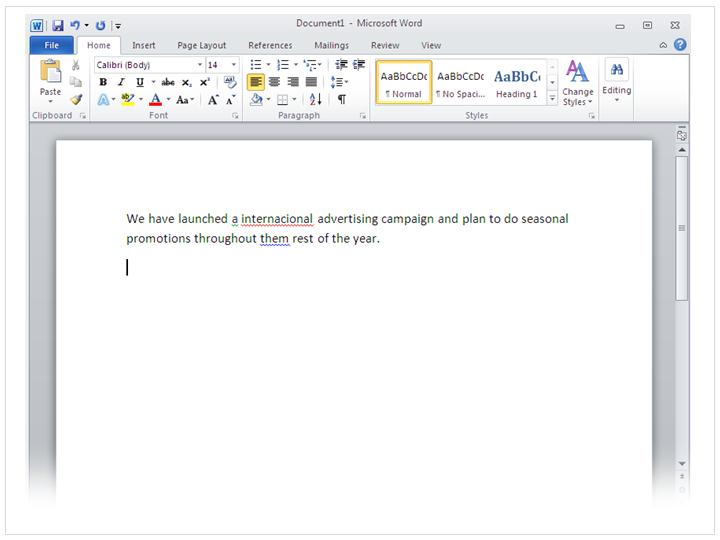 Document1 - Microsoft Word
File Home Insert Page Layout References Mailings Review View
Calibri (Body) 14
Paste
B I U abc x₂ x²
Aa A A
AaBbCcDc AaBbCcDc AaBbC
¶ Normal ¶ No Spaci... Heading 1
Change Styles
Editing
Clipboard Font Paragraph Styles
We have launched a internacional advertising campaign and plan to do seasonal
promotions throughout them rest of the year.